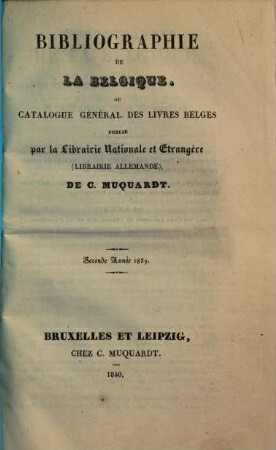 BIBLIOGRAPHIE
DE
LA BELGIQUE.
OU
CATALOGUE GÉNÉRAL DES LIVRES BELGES
PUBLIÉ
par la Librairie Nationale et Etrangère
(LIBRAIRIE ALLEMANDE),
DE C. MUQUARDT.
Seconde Année 1839.
BRUXELLES ET LEIPZIG,
CHEZ C. MUQUARDT.
1840.